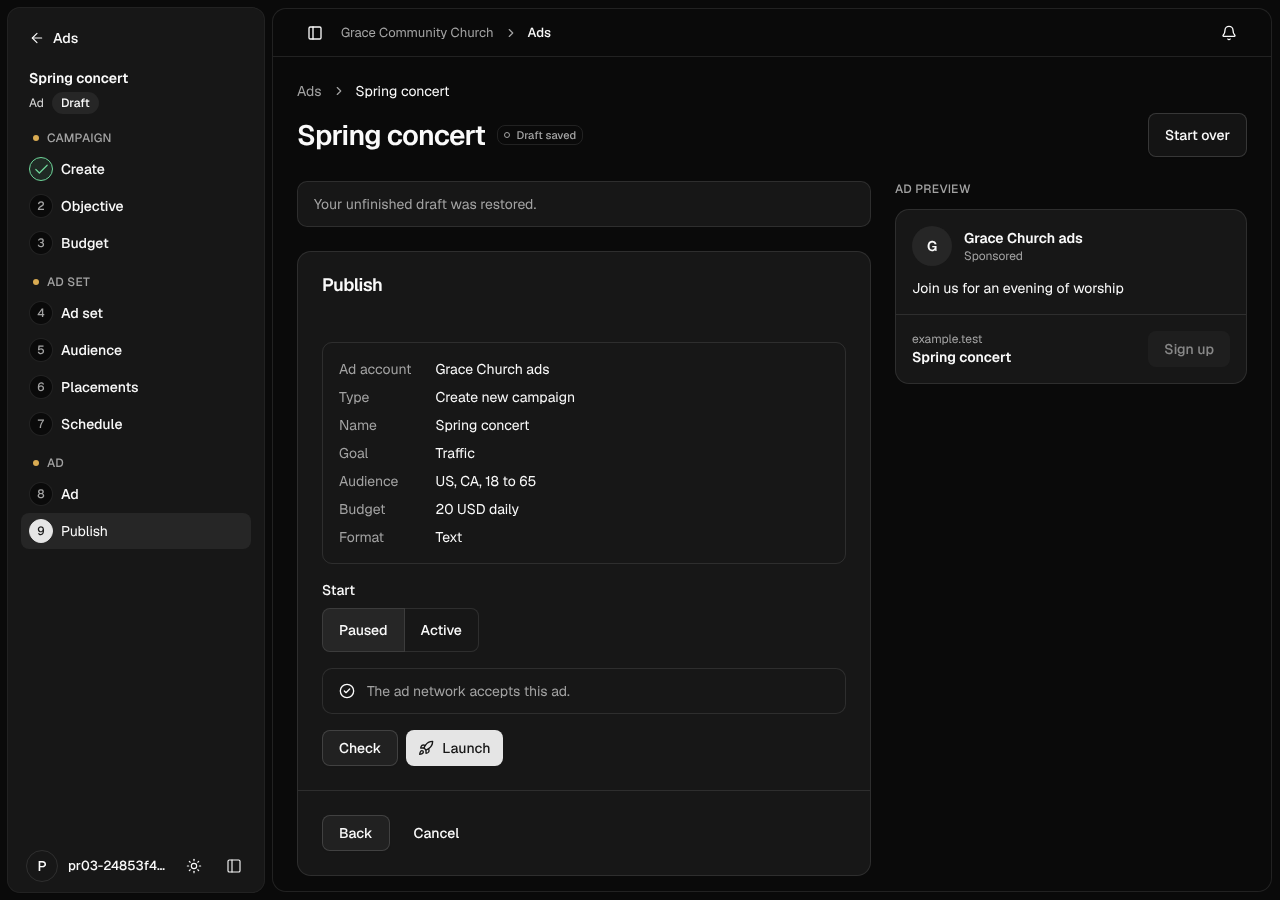 Ads
Spring concert
Ad Draft
CAMPAIGN
Create
2 Objective
3 Budget
AD SET
4 Ad set
5 Audience
6 Placements
7 Schedule
AD
8 Ad
9 Publish
P pr03-24853f4...
Grace Community Church Ads
Ads Spring concert
Spring concert Draft saved
Start over
Your unfinished draft was restored.
Publish
Ad account Grace Church ads
Type Create new campaign
Name Spring concert
Goal Traffic
Audience US, CA, 18 to 65
Budget 20 USD daily
Format Text
Start
Paused Active
The ad network accepts this ad.
Check Launch
Back Cancel
AD PREVIEW
G Grace Church ads
Sponsored
Join us for an evening of worship
example.test
Spring concert
Sign up